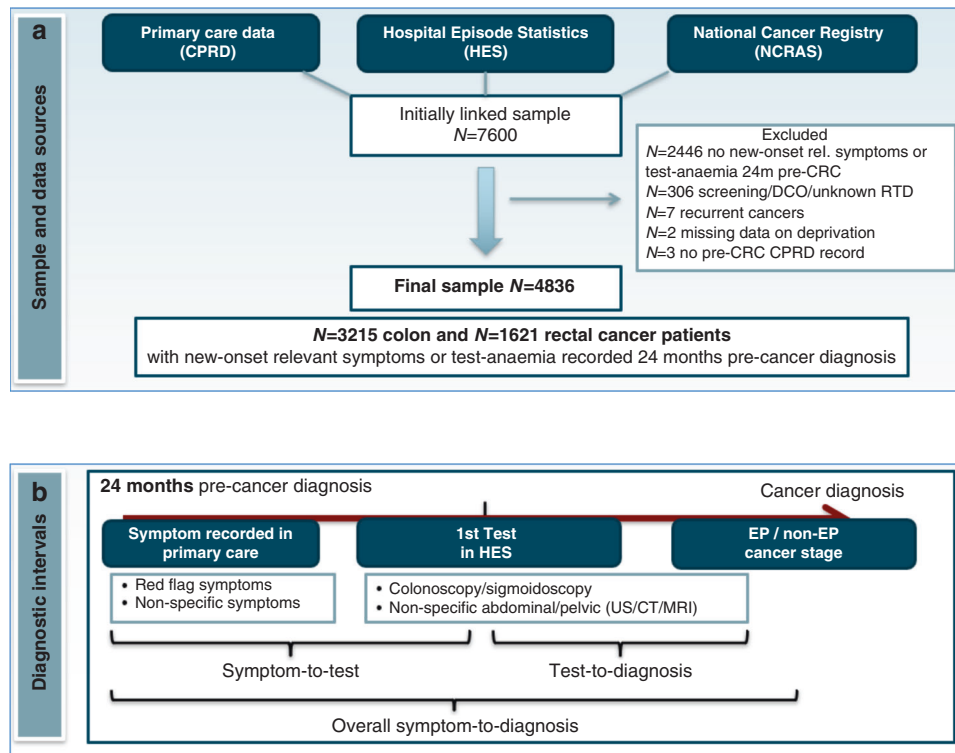 a
Sample and data sources
Primary care data
(CPRD)
Hospital Episode Statistics
(HES)
National Cancer Registry
(NCRAS)
Initially linked sample
N=7600
Excluded
N=2446 no new-onset rel. symptoms or
test-anaemia 24m pre-CRC
N=306 screening/DCO/unknown RTD
N=7 recurrent cancers
N=2 missing data on deprivation
N=3 no pre-CRC CPRD record
Final sample N=4836
N=3215 colon and N=1621 rectal cancer patients
with new-onset relevant symptoms or test-anaemia recorded 24 months pre-cancer diagnosis
b
Diagnostic intervals
24 months pre-cancer diagnosis
Cancer diagnosis
Symptom recorded in
primary care
1st Test
in HES
EP / non-EP
cancer stage
• Red flag symptoms
• Non-specific symptoms
• Colonoscopy/sigmoidoscopy
• Non-specific abdominal/pelvic (US/CT/MRI)
Symptom-to-test
Test-to-diagnosis
Overall symptom-to-diagnosis